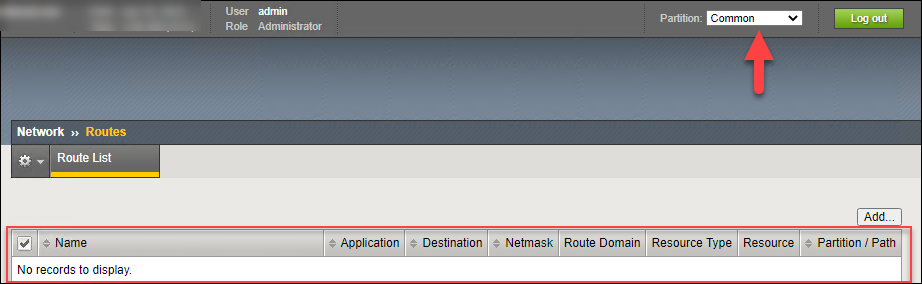 User admin Partition: Common Log out
Role Administrator
Network ›› Routes
Route List
Add...
Name Application Destination Netmask Route Domain Resource Type Resource Partition / Path
No records to display.